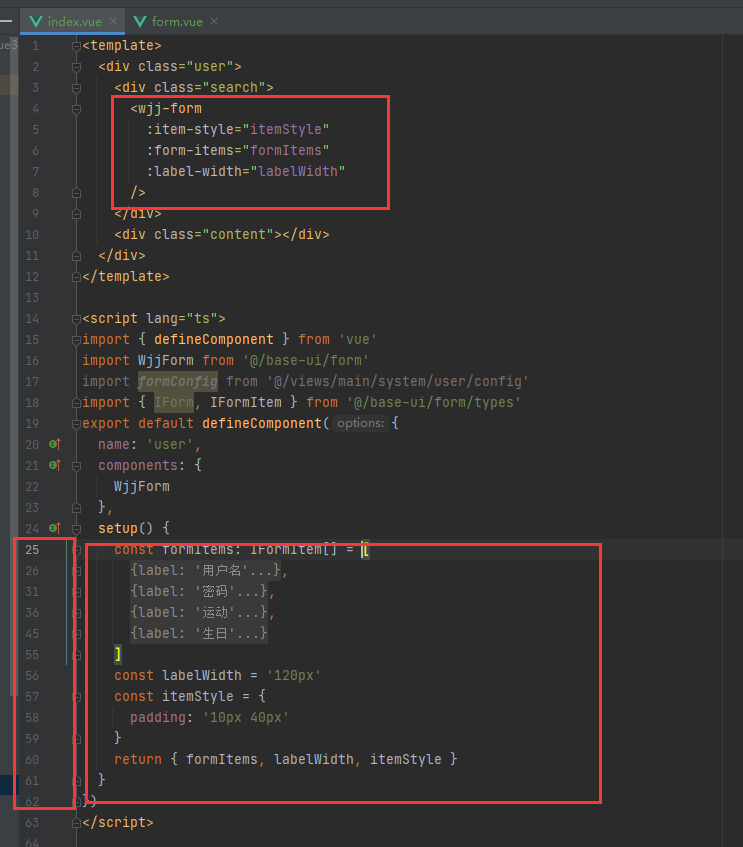 index.vue × form.vue ×
ue3
1 <template>
2 <div class="user">
3 <div class="search">
4 <wjj-form
5 :item-style="itemStyle"
6 :form-items="formItems"
7 :label-width="labelWidth"
8 />
9 </div>
10 <div class="content"></div>
11 </div>
12 </template>
13
14 <script lang="ts">
15 import { defineComponent } from 'vue'
16 import WjjForm from '@/base-ui/form'
17 import formConfig from '@/views/main/system/user/config'
18 import { IForm, IFormItem } from '@/base-ui/form/types'
19 export default defineComponent( options: {
20 name: 'user',
21 components: {
22 WjjForm
23 },
24 setup() {
25 const formItems: IFormItem[] = [
26 {label: '用户名'...},
31 {label: '密码'...},
36 {label: '运动'...},
45 {label: '生日'...}
55 ]
56 const labelWidth = '120px'
57 const itemStyle = {
58 padding: '10px 40px'
59 }
60 return { formItems, labelWidth, itemStyle }
61 }
62 })
63 </script>
64